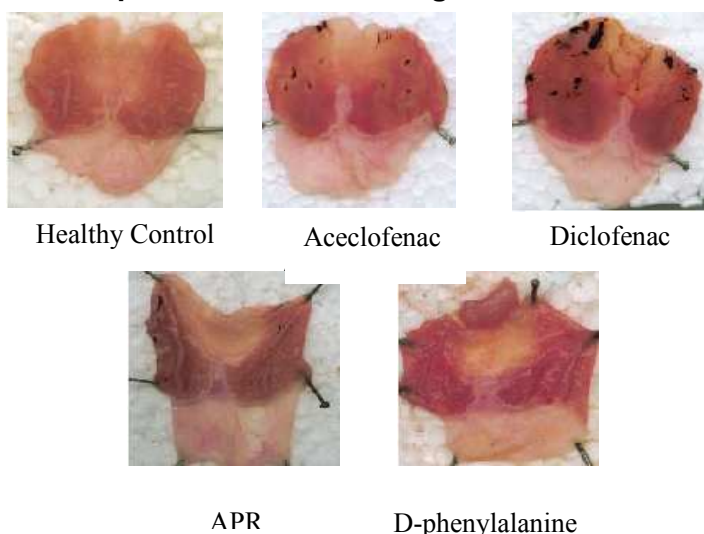 Healthy Control
Aceclofenac
Diclofenac
APR
D-phenylalanine